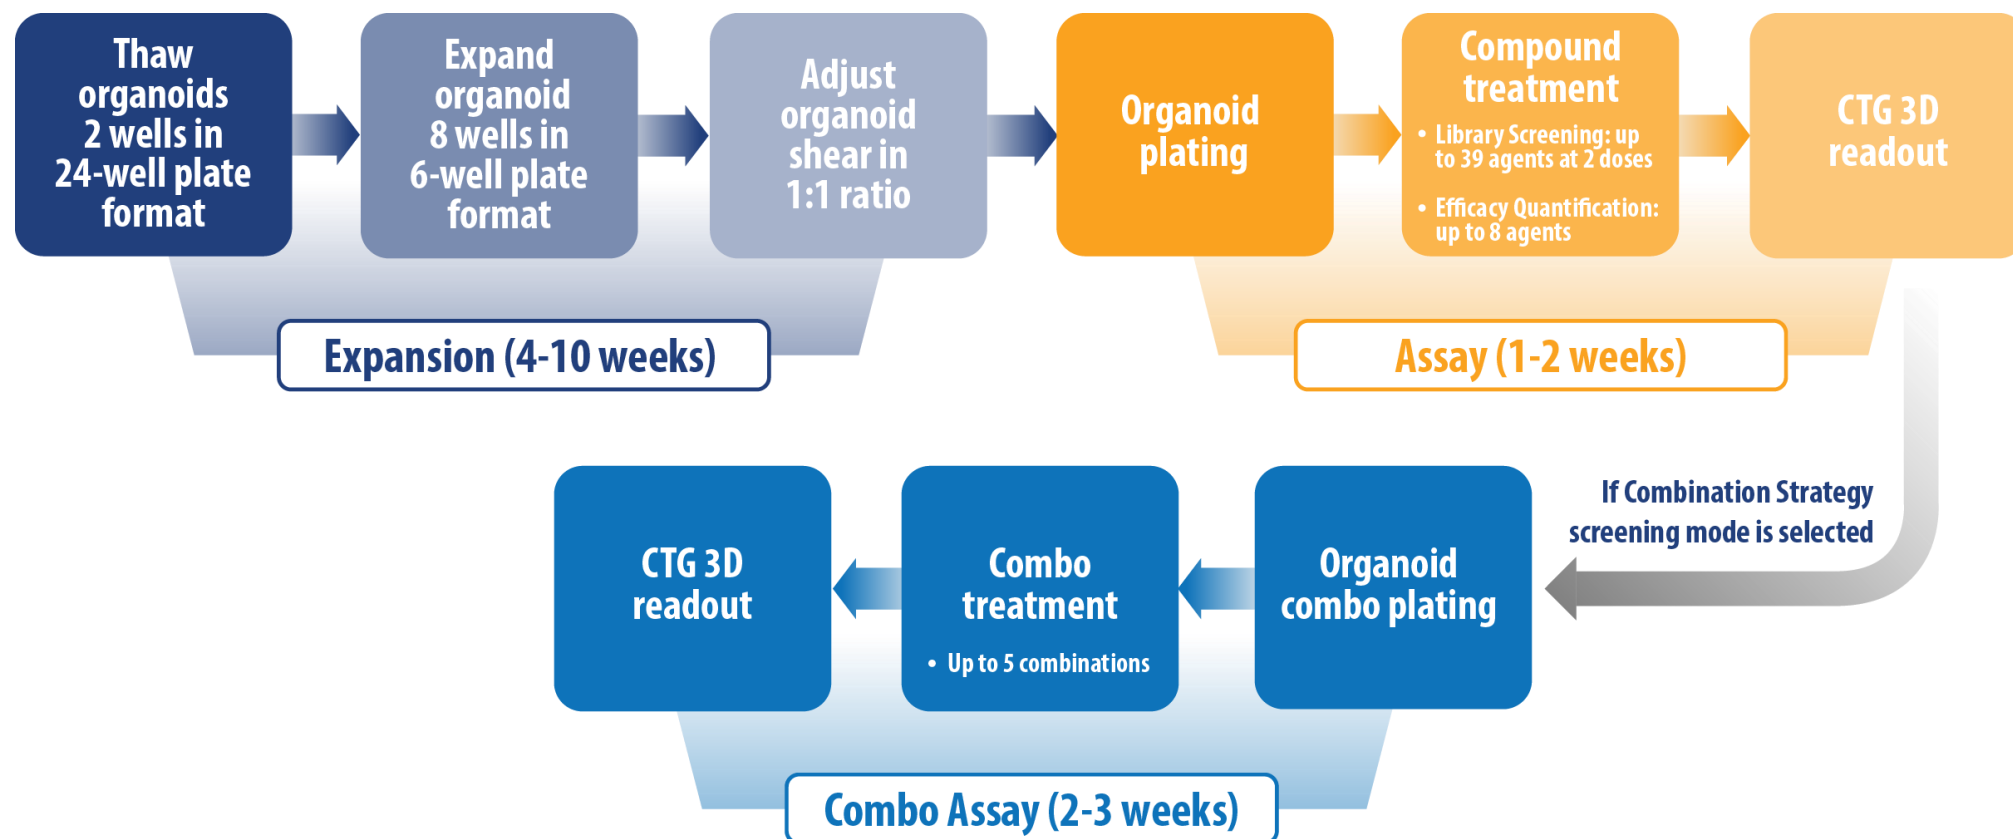 Thaw
organoids
2 wells in
24-well plate
format
Expand
organoid
8 wells in
6-well plate
format
Adjust
organoid
shear in
1:1 ratio
Organoid
plating
Compound
treatment
• Library Screening: up
to 39 agents at 2 doses
• Efficacy Quantification:
up to 8 agents
CTG 3D
readout
Expansion (4-10 weeks)
Assay (1-2 weeks)
If Combination Strategy
screening mode is selected
Organoid
combo plating
Combo
treatment
• Up to 5 combinations
CTG 3D
readout
Combo Assay (2-3 weeks)